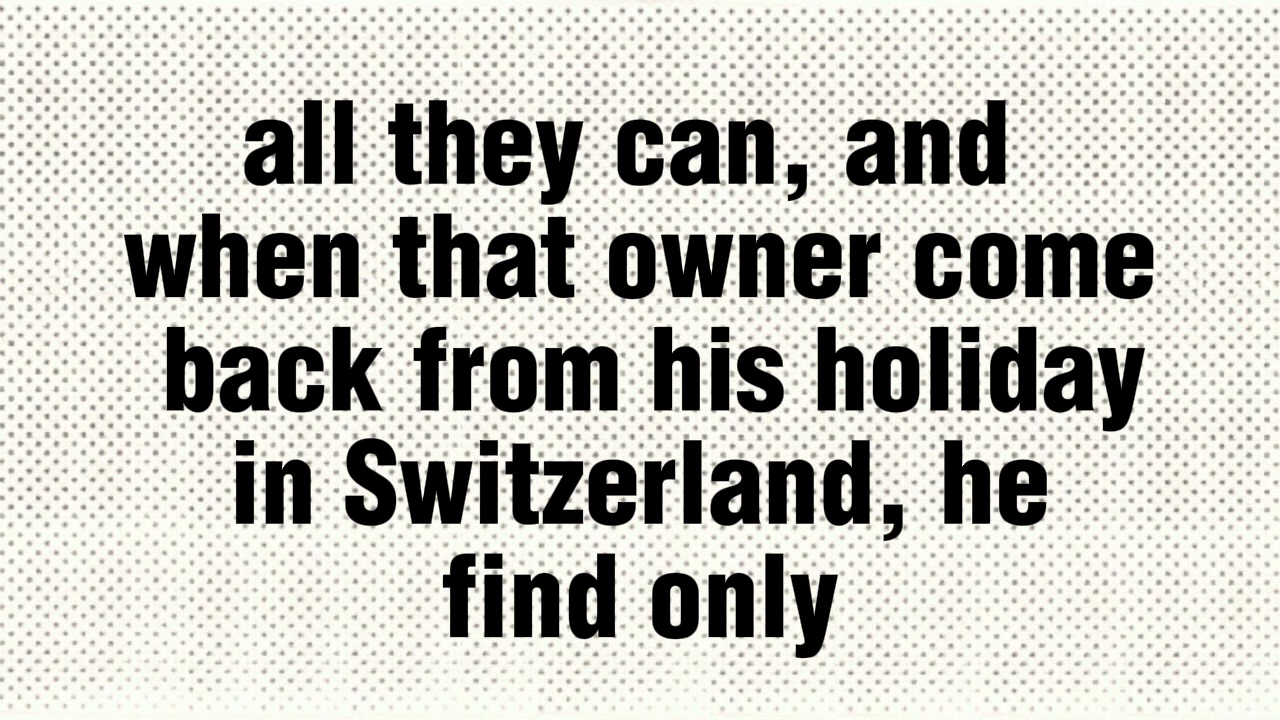 all they can, and
when that owner come
back from his holiday
in Switzerland, he
find only